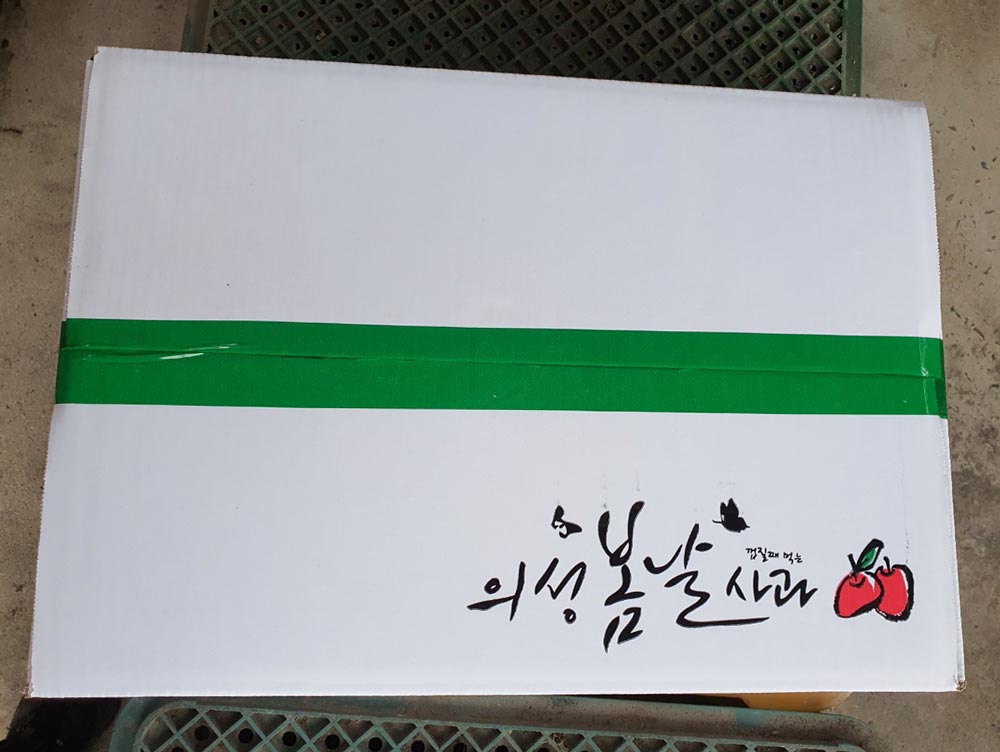 껍질째 먹는
의성 봄날 사과